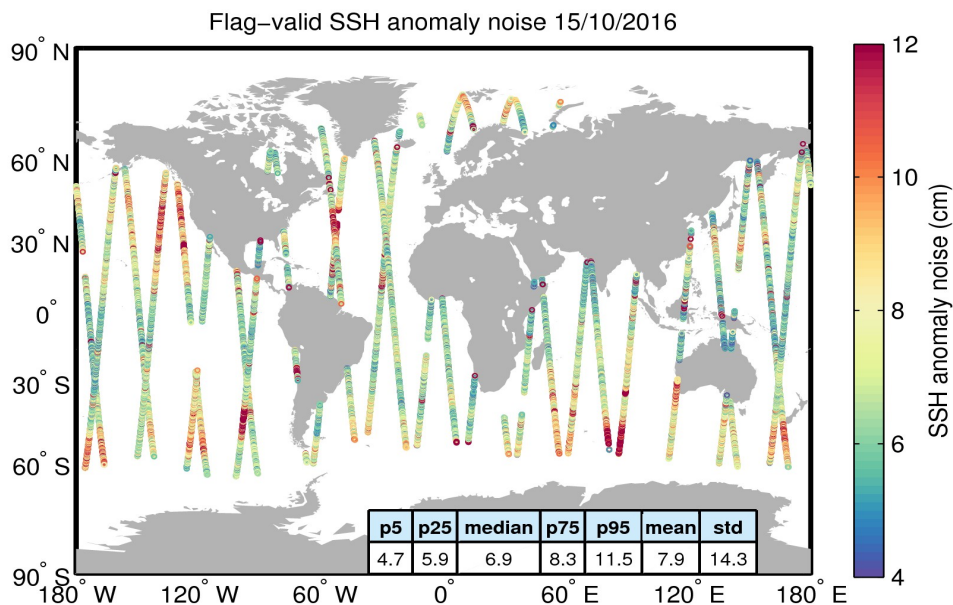 Flag−valid SSH anomaly noise 15/10/2016
90° N
60° N
30° N
0°
30° S
60° S
90° S
180° W
120° W
60° W
0°
60° E
120° E
180° E
p5 p25 median p75 p95 mean std
4.7 5.9 6.9 8.3 11.5 7.9 14.3
12
10
8
6
4
SSH anomaly noise (cm)